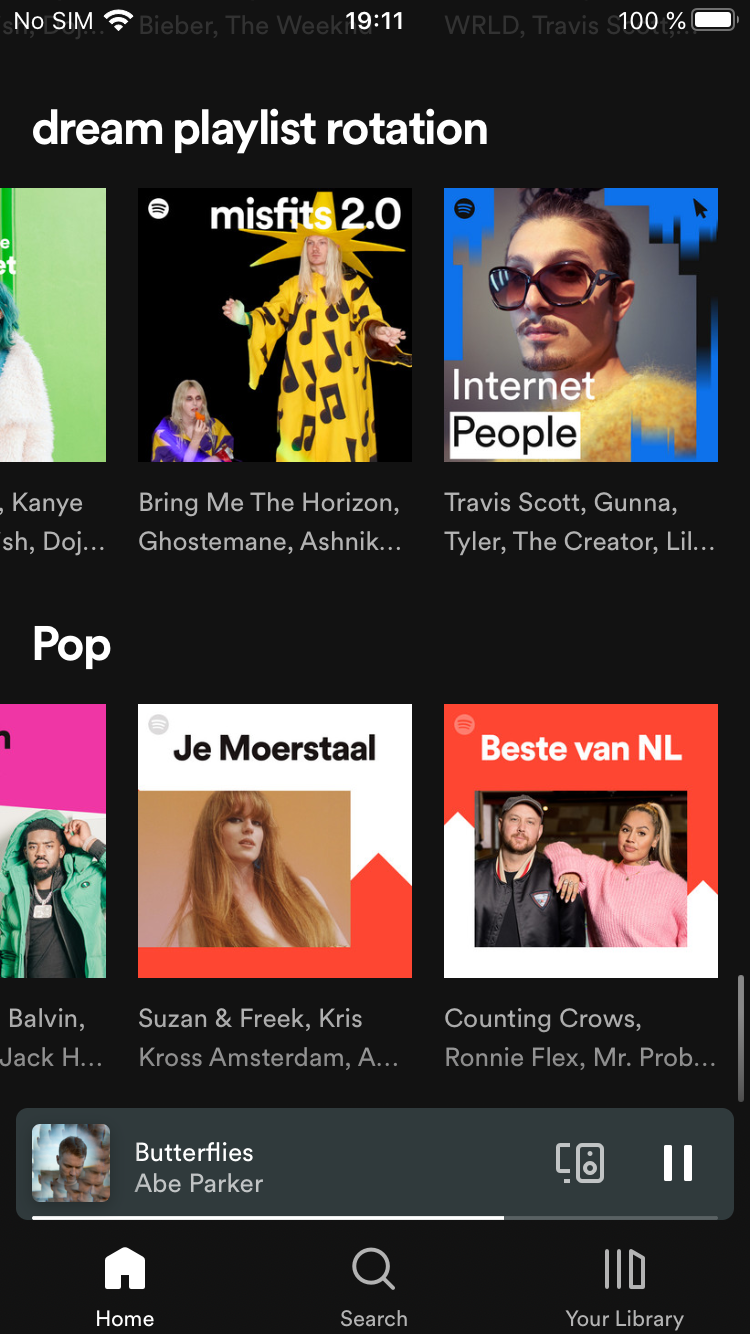 No SIM 19:11 100 %
sh, Doj... Bieber, The Weeknd WRLD, Travis Scott,...
dream playlist rotation
e
et
misfits 2.0
Internet
People
, Kanye
ish, Doj...
Bring Me The Horizon,
Ghostemane, Ashnik...
Travis Scott, Gunna,
Tyler, The Creator, Lil...
Pop
n
Je Moerstaal
Beste van NL
Balvin,
Jack H...
Suzan & Freek, Kris
Kross Amsterdam, A...
Counting Crows,
Ronnie Flex, Mr. Prob...
Butterflies
Abe Parker
Home Search Your Library